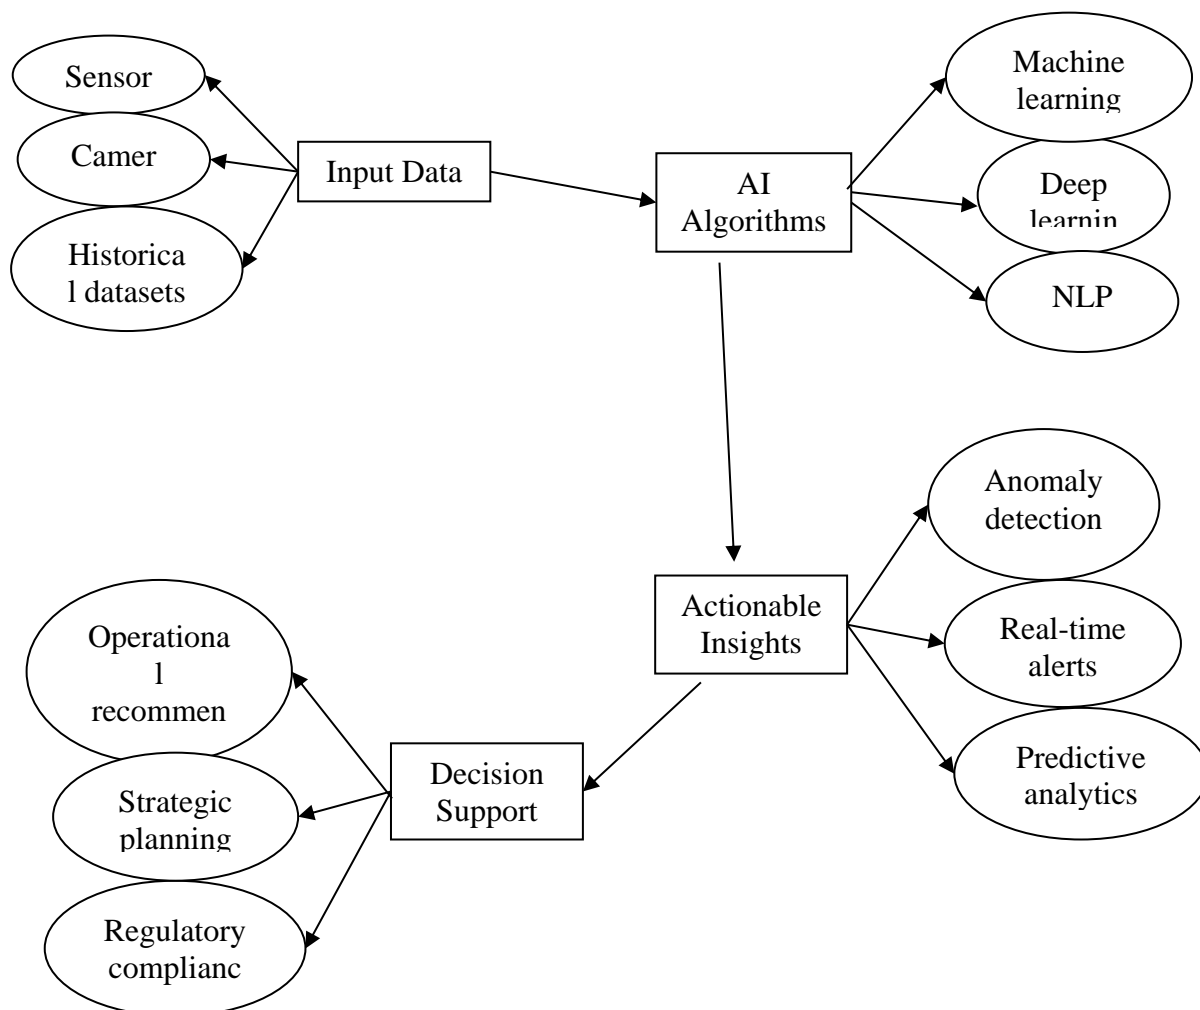 Sensor
Camer
Historica
l datasets
Input Data
AI
Algorithms
Machine
learning
Deep
learnin
NLP
Anomaly
detection
Actionable
Insights
Real-time
alerts
Predictive
analytics
Operationa
l
recommen
Decision
Support
Strategic
planning
Regulatory
complianc